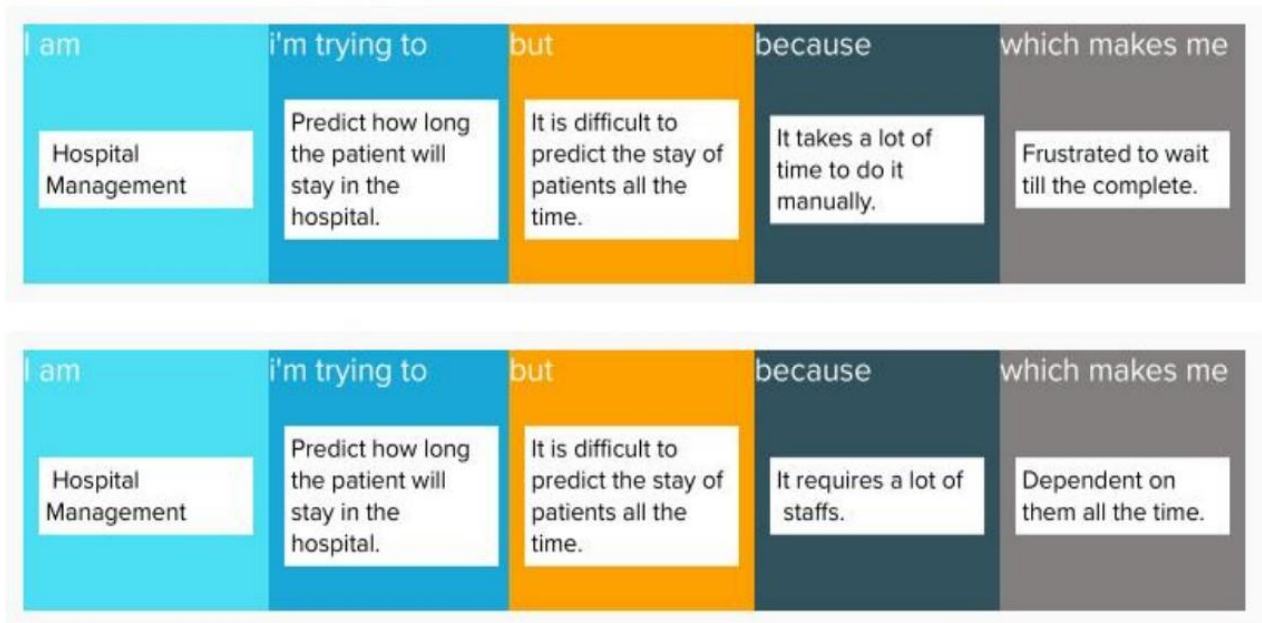 I am
i'm trying to
but
because
which makes me
Hospital
Management
Predict how long
the patient will
stay in the
hospital.
It is difficult to
predict the stay of
patients all the
time.
It takes a lot of
time to do it
manually.
Frustrated to wait
till the complete.
I am
i'm trying to
but
because
which makes me
Hospital
Management
Predict how long
the patient will
stay in the
hospital.
It is difficult to
predict the stay of
patients all the
time.
It requires a lot of
staffs.
Dependent on
them all the time.